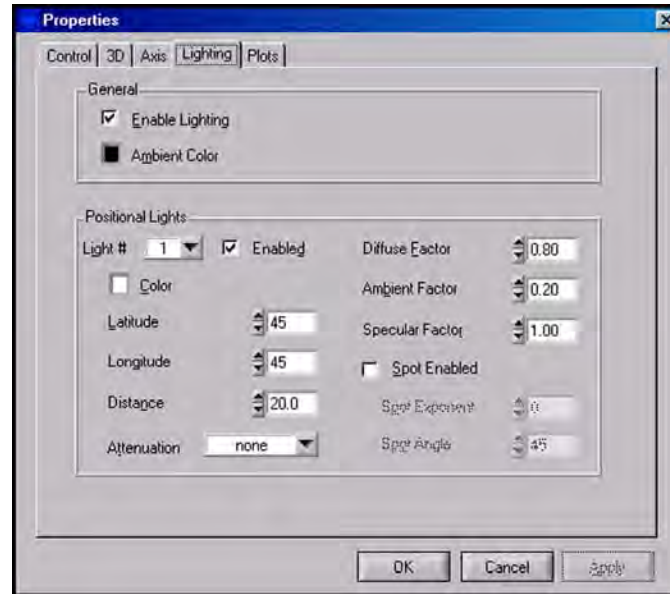 Properties
Control 3D Axis Lighting Plots
General
Enable Lighting
Ambient Color
Positional Lights
Light # 1 Enabled
Color
Latitude 45
Longitude 45
Distance 20.0
Attenuation none
Diffuse Factor 0.80
Ambient Factor 0.20
Specular Factor 1.00
Spot Enabled
Spot Exponent 0
Spot Angle 45
OK Cancel Apply